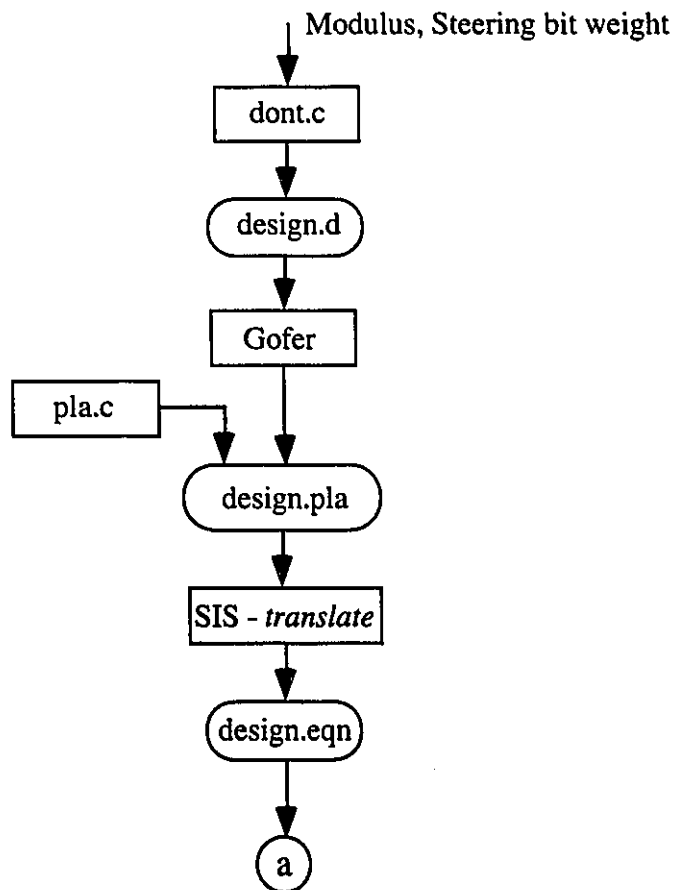 Modulus, Steering bit weight
dont.c
design.d
Gofer
pla.c
design.pla
SIS - translate
design.eqn
a